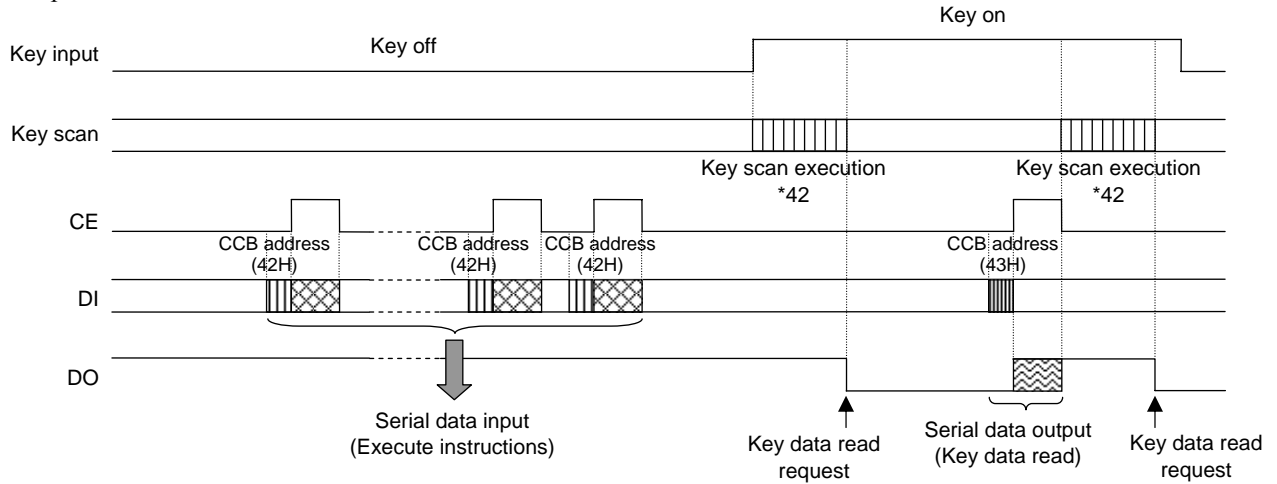 Key on
Key off
Key input
Key scan
Key scan execution
*42
Key scan execution
*42
CE
CCB address
(42H)
CCB address
(42H)
CCB address
(42H)
CCB address
(43H)
DI
DO
Serial data input
(Execute instructions)
Key data read
request
Serial data output
(Key data read)
Key data read
request